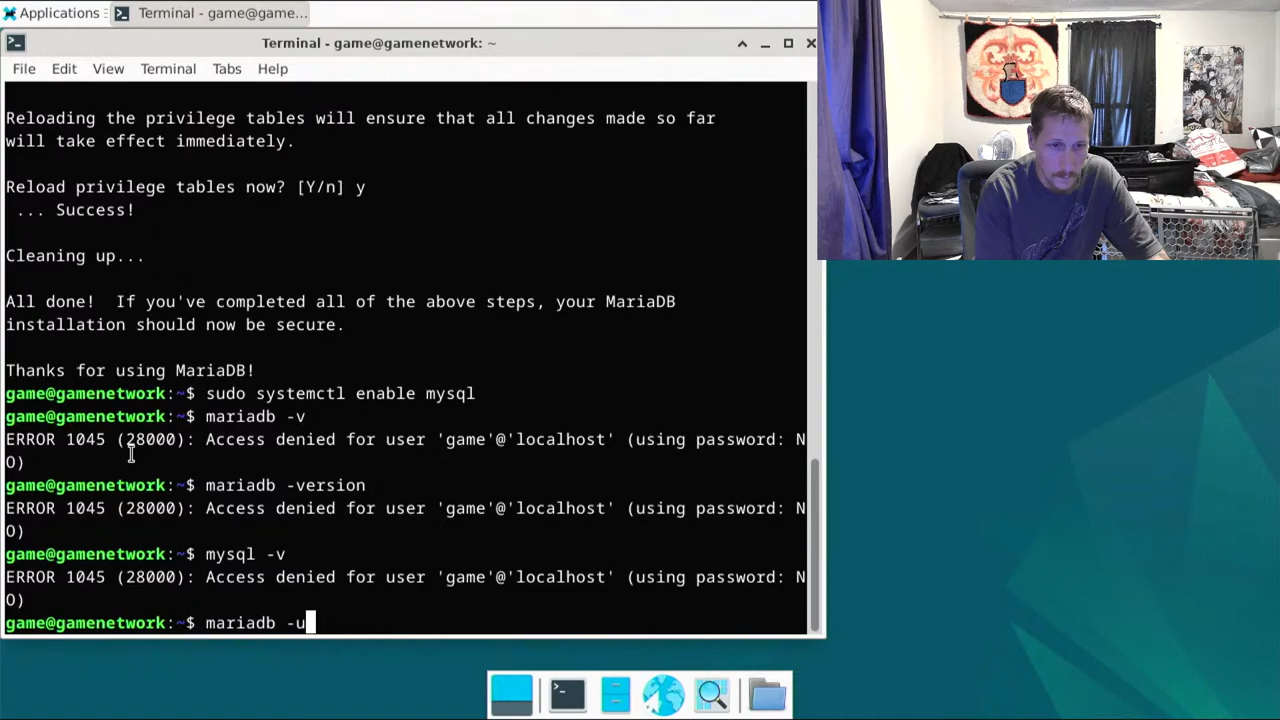 Applications
Terminal - game@game...
Terminal - game@gamenetwork: ~
File Edit View Terminal Tabs Help
Reloading the privilege tables will ensure that all changes made so far
will take effect immediately.
Reload privilege tables now? [Y/n] y
... Success!
Cleaning up...
All done!  If you've completed all of the above steps, your MariaDB
installation should now be secure.
Thanks for using MariaDB!
game@gamenetwork:~$ sudo systemctl enable mysql
game@gamenetwork:~$ mariadb -v
ERROR 1045 (28000): Access denied for user 'game'@'localhost' (using password: N
O)
game@gamenetwork:~$ mariadb -version
ERROR 1045 (28000): Access denied for user 'game'@'localhost' (using password: N
O)
game@gamenetwork:~$ mysql -v
ERROR 1045 (28000): Access denied for user 'game'@'localhost' (using password: N
O)
game@gamenetwork:~$ mariadb -u